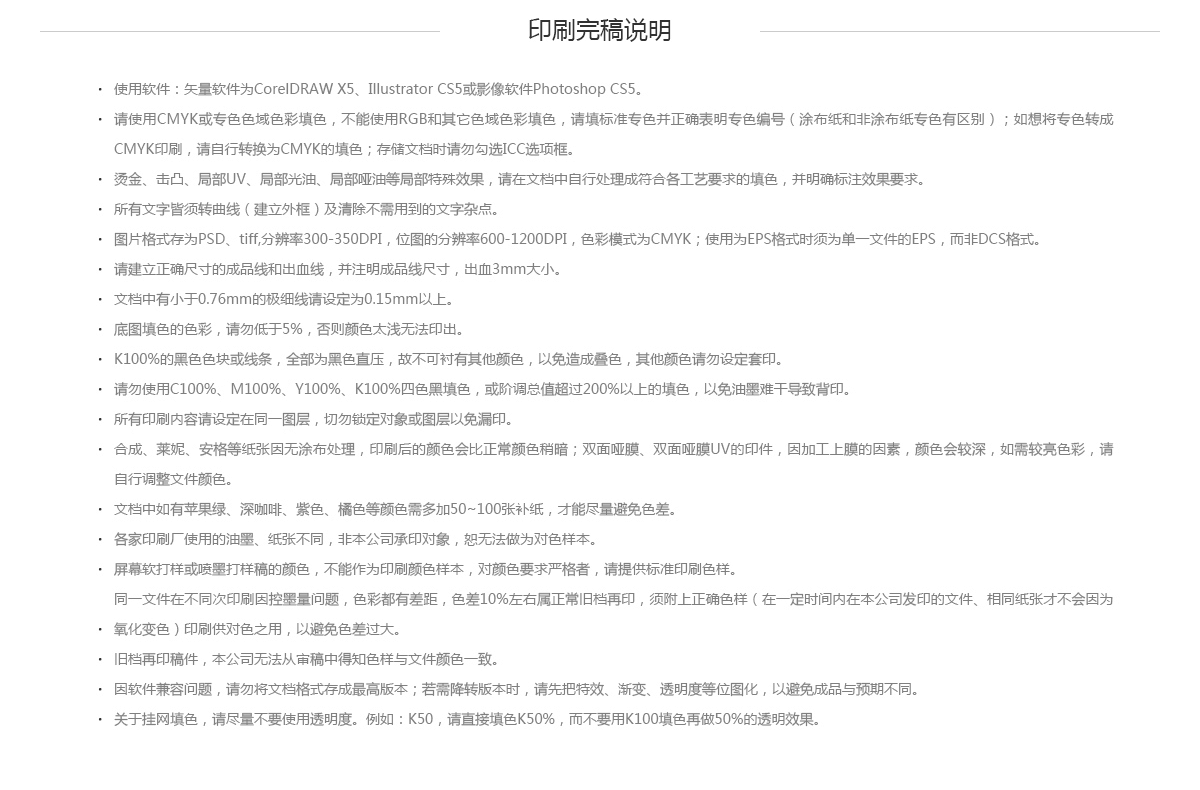 印刷完稿说明
· 使用软件：矢量软件为CorelDRAW X5、Illustrator CS5或影像软件Photoshop CS5。
· 请使用CMYK或专色色域色彩填色，不能使用RGB和其它色域色彩填色，请填标准专色并正确表明专色编号（涂布纸和非涂布纸专色有区别）；如想将专色转成
CMYK印刷，请自行转换为CMYK的填色；存储文档时请勿勾选ICC选项框。
· 烫金、击凸、局部UV、局部光油、局部哑油等局部特殊效果，请在文档中自行处理成符合各工艺要求的填色，并明确标注效果要求。
· 所有文字皆须转曲线（建立外框）及清除不需用到的文字杂点。
· 图片格式存为PSD、tiff,分辨率300-350DPI，位图的分辨率600-1200DPI，色彩模式为CMYK；使用为EPS格式时须为单一文件的EPS，而非DCS格式。
· 请建立正确尺寸的成品线和出血线，并注明成品线尺寸，出血3mm大小。
· 文档中有小于0.76mm的极细线请设定为0.15mm以上。
· 底图填色的色彩，请勿低于5%，否则颜色太浅无法印出。
· K100%的黑色色块或线条，全部为黑色直压，故不可衬有其他颜色，以免造成叠色，其他颜色请勿设定套印。
· 请勿使用C100%、M100%、Y100%、K100%四色黑填色，或阶调总值超过200%以上的填色，以免油墨难干导致背印。
· 所有印刷内容请设定在同一图层，切勿锁定对象或图层以免漏印。
· 合成、莱妮、安格等纸张因无涂布处理，印刷后的颜色会比正常颜色稍暗；双面哑膜、双面哑膜UV的印件，因加工上膜的因素，颜色会较深，如需较亮色彩，请
自行调整文件颜色。
· 文档中如有苹果绿、深咖啡、紫色、橘色等颜色需多加50~100张补纸，才能尽量避免色差。
· 各家印刷厂使用的油墨、纸张不同，非本公司承印对象，恕无法做为对色样本。
· 屏幕软打样或喷墨打样稿的颜色，不能作为印刷颜色样本，对颜色要求严格者，请提供标准印刷色样。
同一文件在不同次印刷因控墨量问题，色彩都有差距，色差10%左右属正常旧档再印，须附上正确色样（在一定时间内在本公司发印的文件、相同纸张才不会因为
· 氧化变色）印刷供对色之用，以避免色差过大。
· 旧档再印稿件，本公司无法从审稿中得知色样与文件颜色一致。
· 因软件兼容问题，请勿将文档格式存成最高版本；若需降转版本时，请先把特效、渐变、透明度等位图化，以避免成品与预期不同。
· 关于挂网填色，请尽量不要使用透明度。例如：K50，请直接填色K50%，而不要用K100填色再做50%的透明效果。